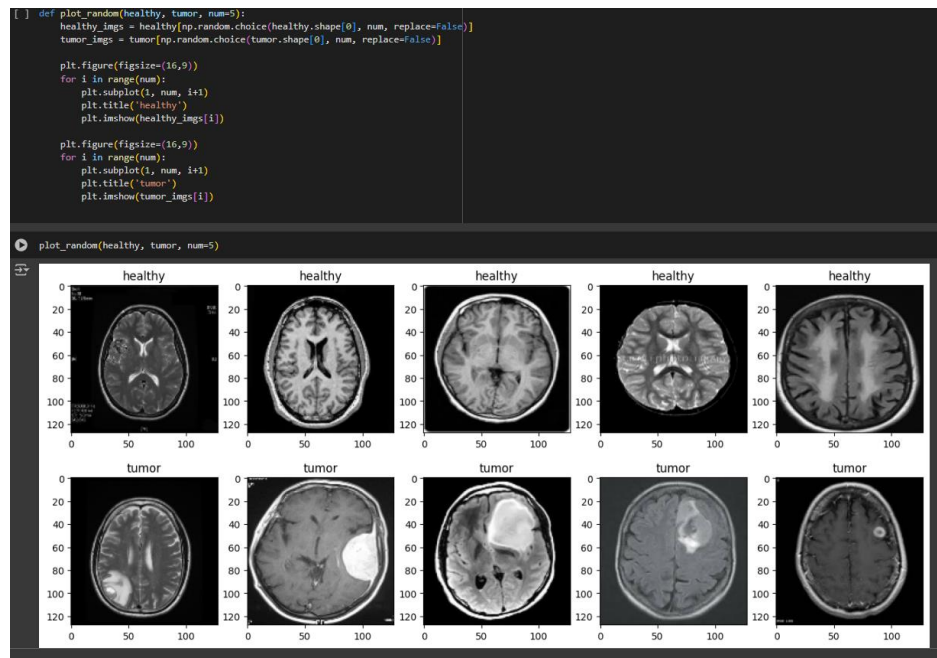 [ ] def plot_random(healthy, tumor, num=5):
    healthy_imgs = healthy[np.random.choice(healthy.shape[0], num, replace=False)]
    tumor_imgs = tumor[np.random.choice(tumor.shape[0], num, replace=False)]
    plt.figure(figsize=(16,9))
    for i in range(num):
        plt.subplot(1, num, i+1)
        plt.title('healthy')
        plt.imshow(healthy_imgs[i])
    plt.figure(figsize=(16,9))
    for i in range(num):
        plt.subplot(1, num, i+1)
        plt.title('tumor')
        plt.imshow(tumor_imgs[i])
plot_random(healthy, tumor, num=5)
healthy healthy healthy healthy healthy
0 0 0 0 0
20 20 20 20 20
40 40 40 40 40
60 60 60 60 60
80 80 80 80 80
100 100 100 100 100
120 120 120 120 120
0 50 100 0 50 100 0 50 100 0 50 100 0 50 100
tumor tumor tumor tumor tumor
0 0 0 0 0
20 20 20 20 20
40 40 40 40 40
60 60 60 60 60
80 80 80 80 80
100 100 100 100 100
120 120 120 120 120
0 50 100 0 50 100 0 50 100 0 50 100 0 50 100